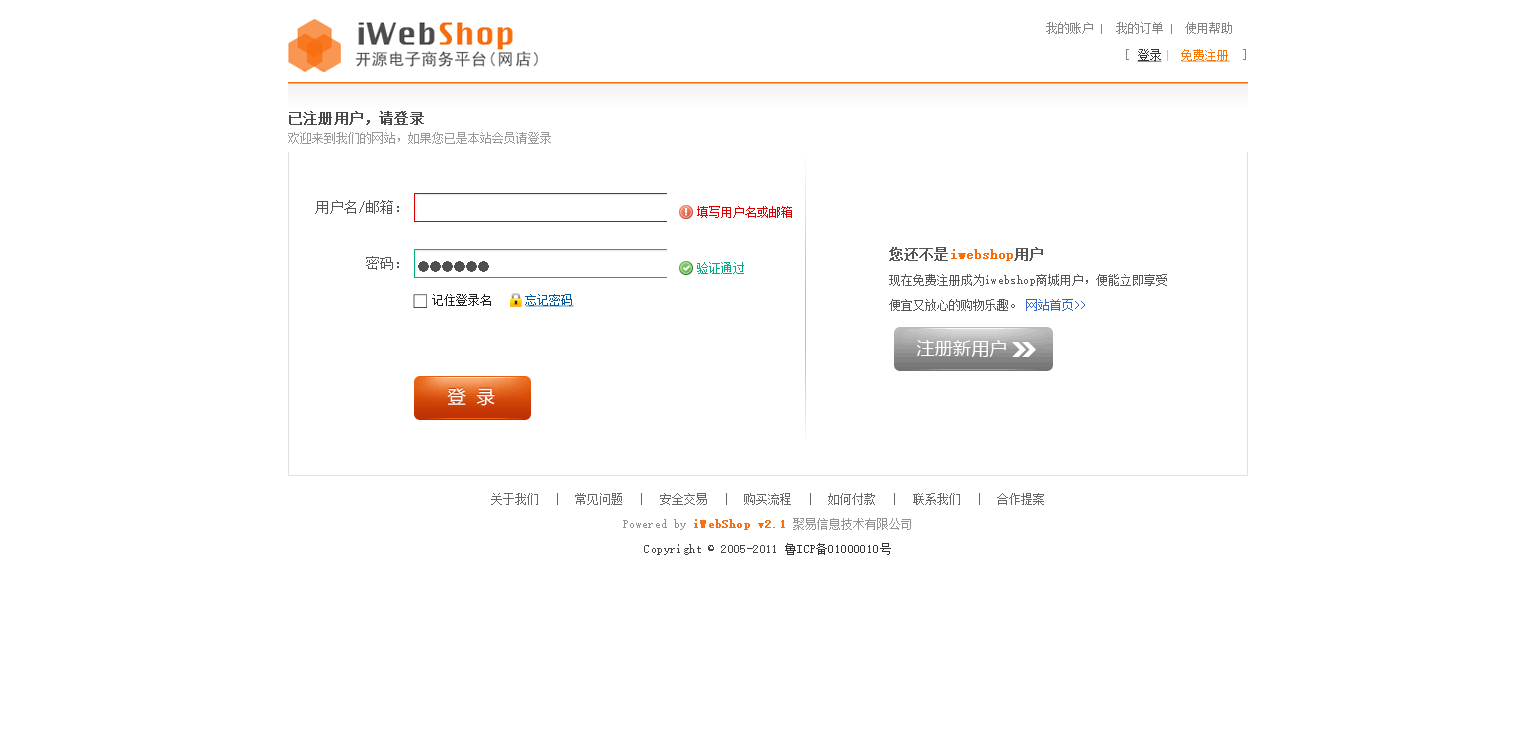 iWebShop
开源电子商务平台(网店)
我的账户 | 我的订单 | 使用帮助
[ 登录 | 免费注册 ]
已注册用户，请登录
欢迎来到我们的网站，如果您已是本站会员请登录
用户名/邮箱：
填写用户名或邮箱
密码：
验证通过
记住登录名 忘记密码
登 录
您还不是iwebshop用户
现在免费注册成为iwebshop商城用户，便能立即享受
便宜又放心的购物乐趣。 网站首页>>
注册新用户
关于我们 | 常见问题 | 安全交易 | 购买流程 | 如何付款 | 联系我们 | 合作提案
Powered by iWebShop v2.1 聚易信息技术有限公司
Copyright © 2005-2011 鲁ICP备01000010号